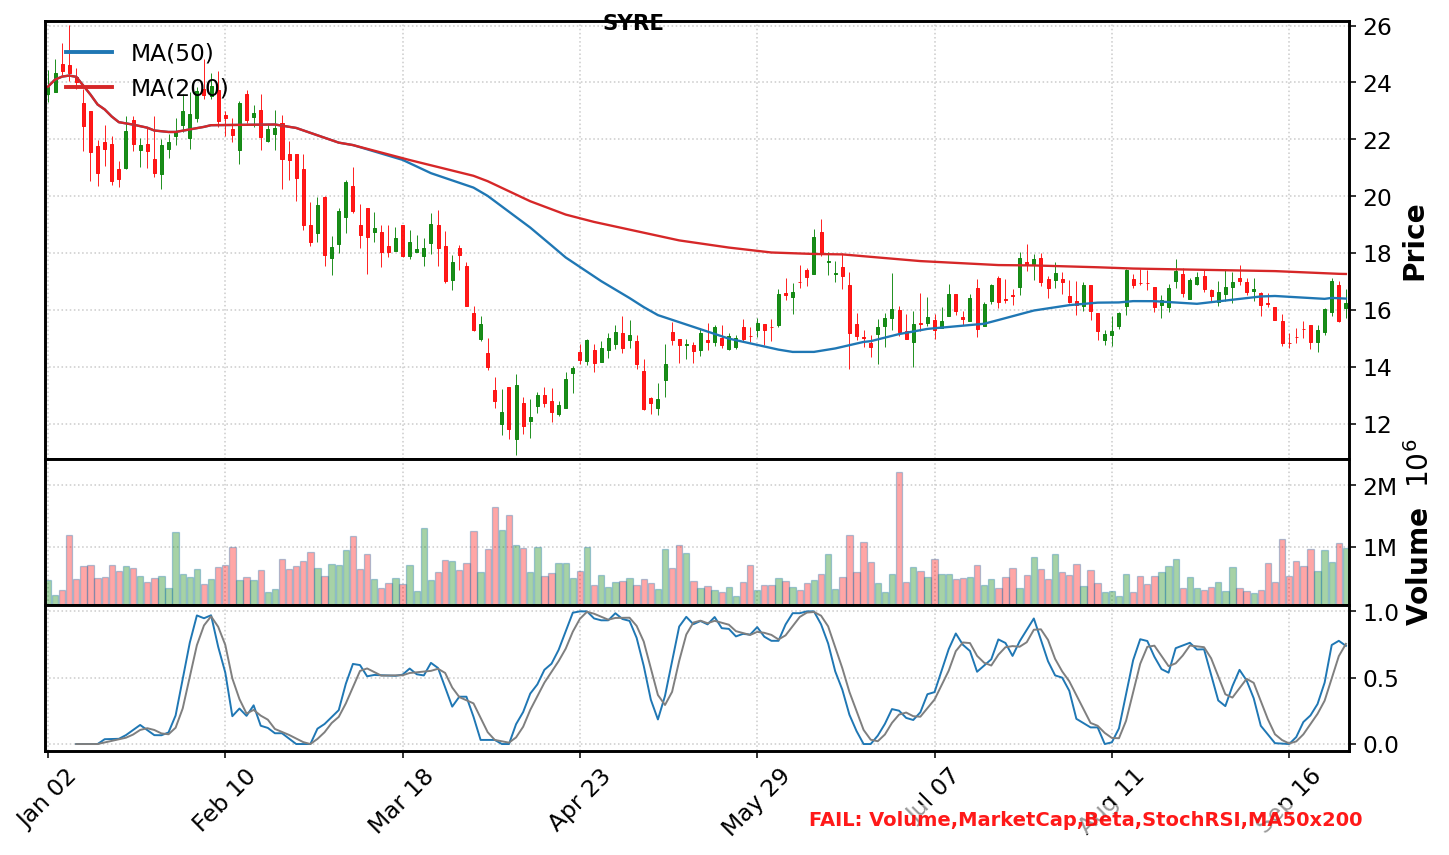 SYRE
MA(50)
MA(200)
26
24
22
20
18
16
14
12
Price
2M
1M
Volume 10⁶
1.0
0.5
0.0
Jan 02
Feb 10
Mar 18
Apr 23
May 29
Jul 07
Aug 11
Sep 16
FAIL: Volume,MarketCap,Beta,StochRSI,MA50x200